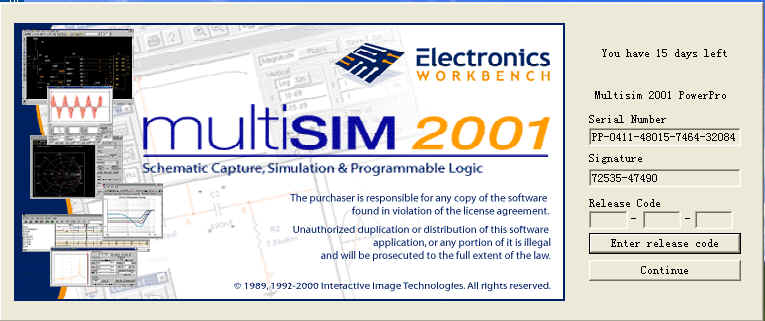 Electronics
WORKBENCH
multiSIM 2001
Schematic Capture, Simulation & Programmable Logic
The purchaser is responsible for any copy of the software
found in violation of the license agreement.
Unauthorized duplication or distribution of this software
application, or any portion of it is illegal
and will be prosecuted to the full extent of the law.
© 1989, 1992-2000 Interactive Image Technologies. All rights reserved.
You have 15 days left
Multisim 2001 PowerPro
Serial Number
PP-0411-48015-7464-32084
Signature
72535-47490
Release Code
- -
Enter release code
Continue